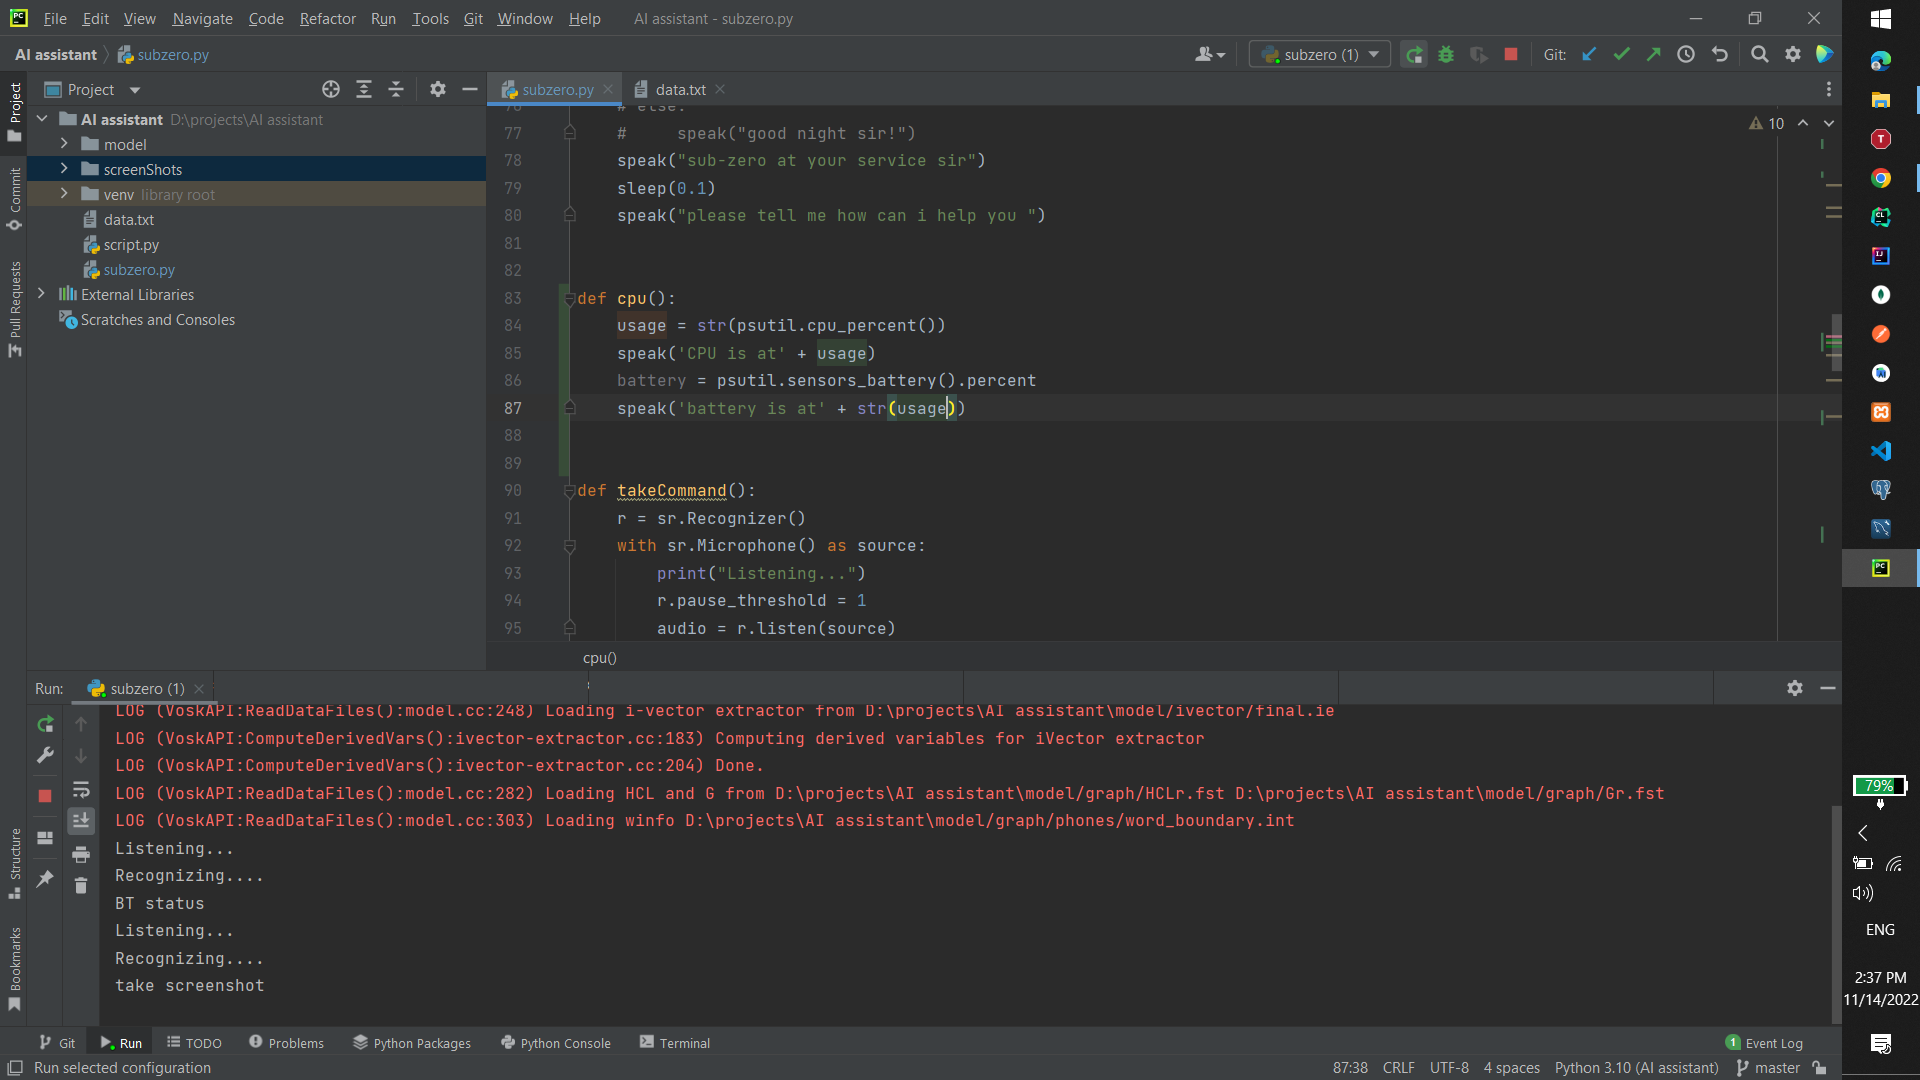 File Edit View Navigate Code Refactor Run Tools Git Window Help AI assistant - subzero.py
AI assistant subzero.py
subzero (1)
Git:
Project
subzero.py
data.txt
AI assistant D:\projects\AI assistant
model
screenShots
venv library root
data.txt
script.py
subzero.py
External Libraries
Scratches and Consoles
Project
Commit
Pull Requests
Structure
Bookmarks
10
76 # else:
77 # speak("good night sir!")
78 speak("sub-zero at your service sir")
79 sleep(0.1)
80 speak("please tell me how can i help you ")
81
82
83 def cpu():
84 usage = str(psutil.cpu_percent())
85 speak('CPU is at' + usage)
86 battery = psutil.sensors_battery().percent
87 speak('battery is at' + str(usage))
88
89
90 def takeCommand():
91 r = sr.Recognizer()
92 with sr.Microphone() as source:
93 print("Listening...")
94 r.pause_threshold = 1
95 audio = r.listen(source)
cpu()
Run: subzero (1)
LOG (VoskAPI:ReadDataFiles():model.cc:248) Loading i-vector extractor from D:\projects\AI assistant\model/ivector/final.ie
LOG (VoskAPI:ComputeDerivedVars():ivector-extractor.cc:183) Computing derived variables for iVector extractor
LOG (VoskAPI:ComputeDerivedVars():ivector-extractor.cc:204) Done.
LOG (VoskAPI:ReadDataFiles():model.cc:282) Loading HCL and G from D:\projects\AI assistant\model/graph/HCLr.fst D:\projects\AI assistant\model/graph/Gr.fst
LOG (VoskAPI:ReadDataFiles():model.cc:303) Loading winfo D:\projects\AI assistant\model/graph/phones/word_boundary.int
Listening...
Recognizing....
BT status
Listening...
Recognizing....
take screenshot
Git Run TODO Problems Python Packages Python Console Terminal 1 Event Log
Run selected configuration 87:38 CRLF UTF-8 4 spaces Python 3.10 (AI assistant) master
79%
ENG
2:37 PM
11/14/2022